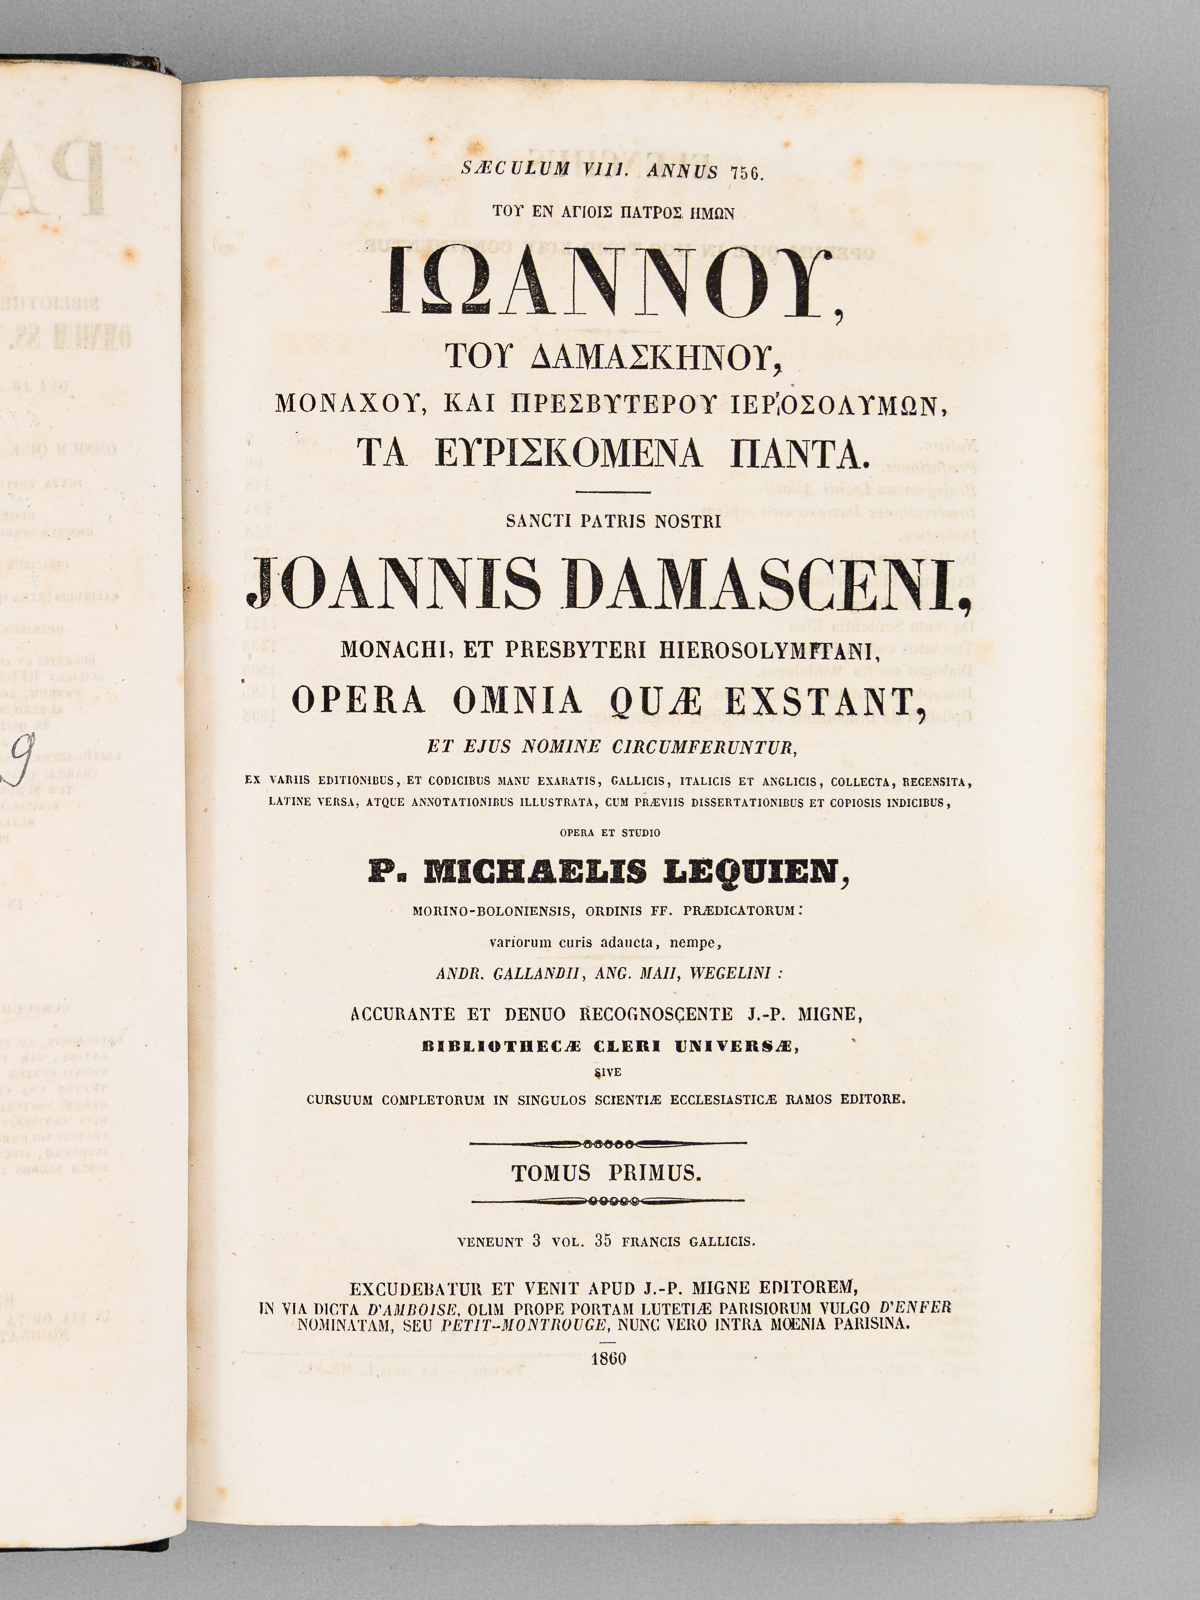 SÆCULUM VIII. ANNUS 756.
ΤΟΥ ΕΝ ΑΓΙΟΙΣ ΠΑΤΡΟΣ ΗΜΩΝ
ΙΩΑΝΝΟΥ,
ΤΟΥ ΔΑΜΑΣΚΗΝΟΥ,
ΜΟΝΑΧΟΥ, ΚΑΙ ΠΡΕΣΒΥΤΕΡΟΥ ΙΕΡΟΣΟΛΥΜΩΝ,
ΤΑ ΕΥΡΙΣΚΟΜΕΝΑ ΠΑΝΤΑ.
SANCTI PATRIS NOSTRI
JOANNIS DAMASCENI,
MONACHI, ET PRESBYTERI HIEROSOLYMITANI,
OPERA OMNIA QUÆ EXSTANT,
ET EJUS NOMINE CIRCUMFERUNTUR,
EX VARIIS EDITIONIBUS, ET CODICIBUS MANU EXARATIS, GALLICIS, ITALICIS ET ANGLICIS, COLLECTA, RECENSITA,
LATINE VERSA, ATQUE ANNOTATIONIBUS ILLUSTRATA, CUM PRÆVIIS DISSERTATIONIBUS ET COPIOSIS INDICIBUS,
OPERA ET STUDIO
P. MICHAELIS LEQUIEN,
MORINO-BOLONIENSIS, ORDINIS FF. PRÆDICATORUM:
variorum curis adaucta, nempe,
ANDR. GALLANDII, ANG. MAII, WEGELINI :
ACCURANTE ET DENUO RECOGNOSCENTE J.-P. MIGNE,
BIBLIOTHECÆ CLERI UNIVERSÆ,
SIVE
CURSUUM COMPLETORUM IN SINGULOS SCIENTIÆ ECCLESIASTICÆ RAMOS EDITORE.
TOMUS PRIMUS.
VENEUNT 3 VOL. 35 FRANCIS GALLICIS.
EXCUDEBATUR ET VENIT APUD J.-P. MIGNE EDITOREM,
IN VIA DICTA D'AMBOISE, OLIM PROPE PORTAM LUTETIÆ PARISIORUM VULGO D'ENFER
NOMINATAM, SEU PETIT-MONTROUGE, NUNC VERO INTRA MŒNIA PARISINA.
1860